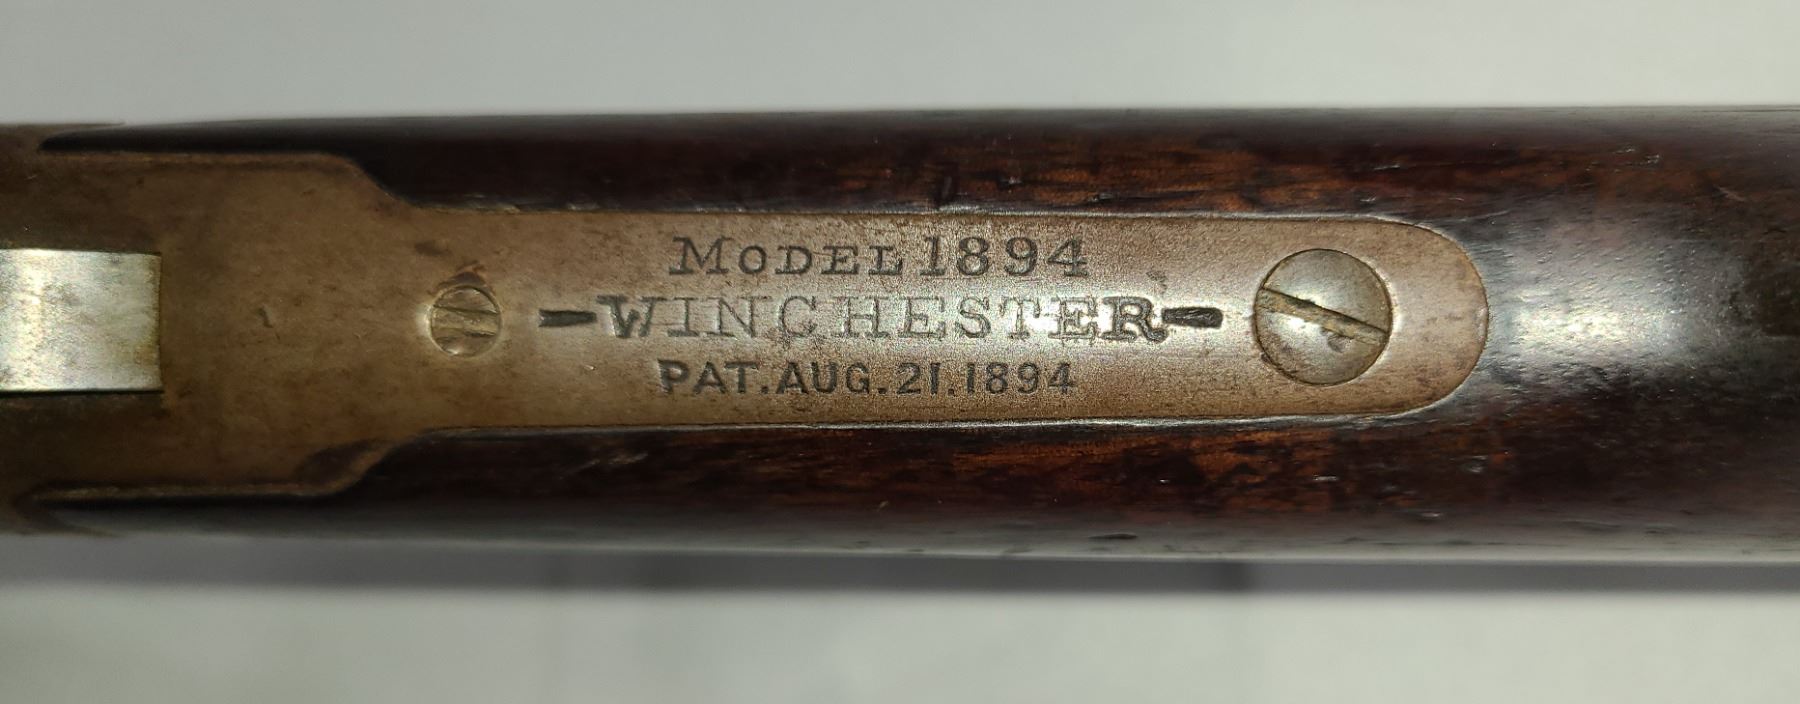 MODEL 1894
-WINCHESTER-
PAT. AUG. 21. 1894